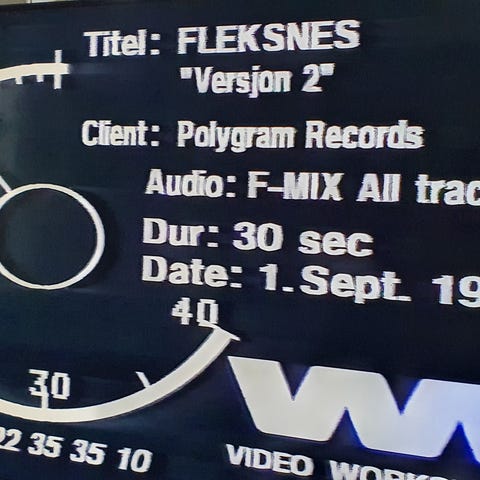 Titel: FLEKSNES
"Versjon 2"
Client: Polygram Records
Audio: F-MIX All trac
Dur: 30 sec
Date: 1. Sept. 19
40
30
22 35 35 10
VIDEO